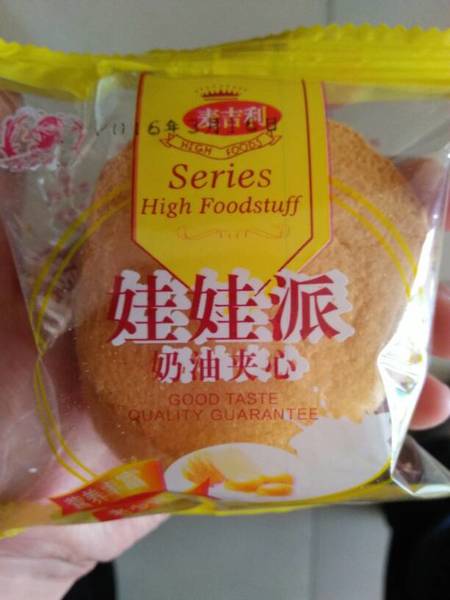 麦吉利
HIGH FOODS
Series
High Foodstuff
娃娃派
奶油夹心
GOOD TASTE
QUALITY GUARANTEE